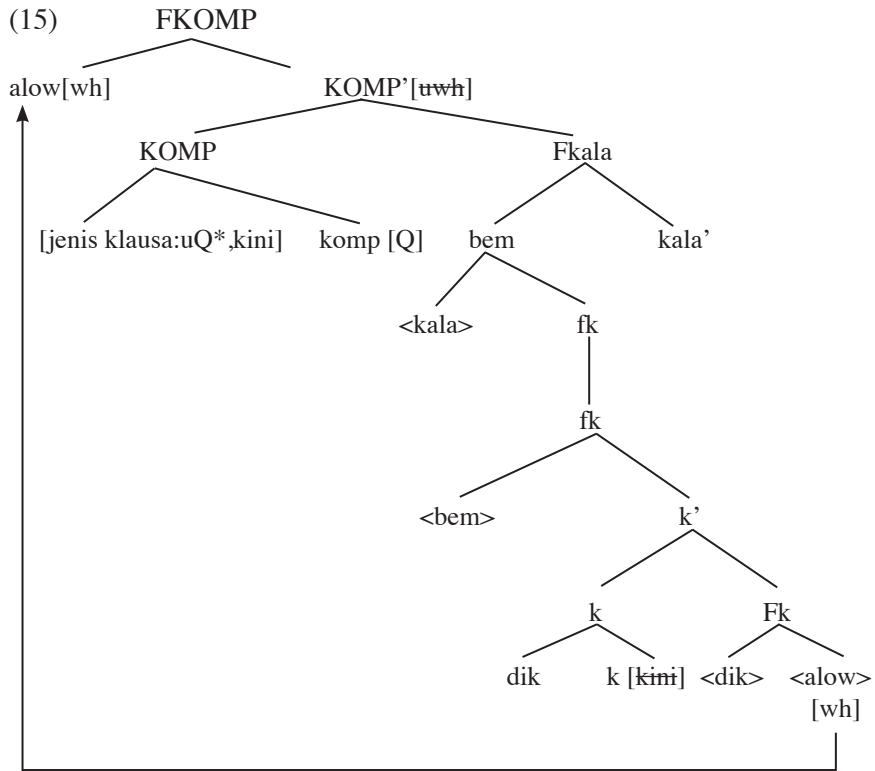 (15) FKOMP
alow[wh] KOMP’[uwh]
KOMP Fkala
[jenis klausa:uQ*,kini] komp [Q] bem kala’
<kala> fk
fk
<bem> k’
k Fk
dik k [kini] <dik> <alow>
[wh]